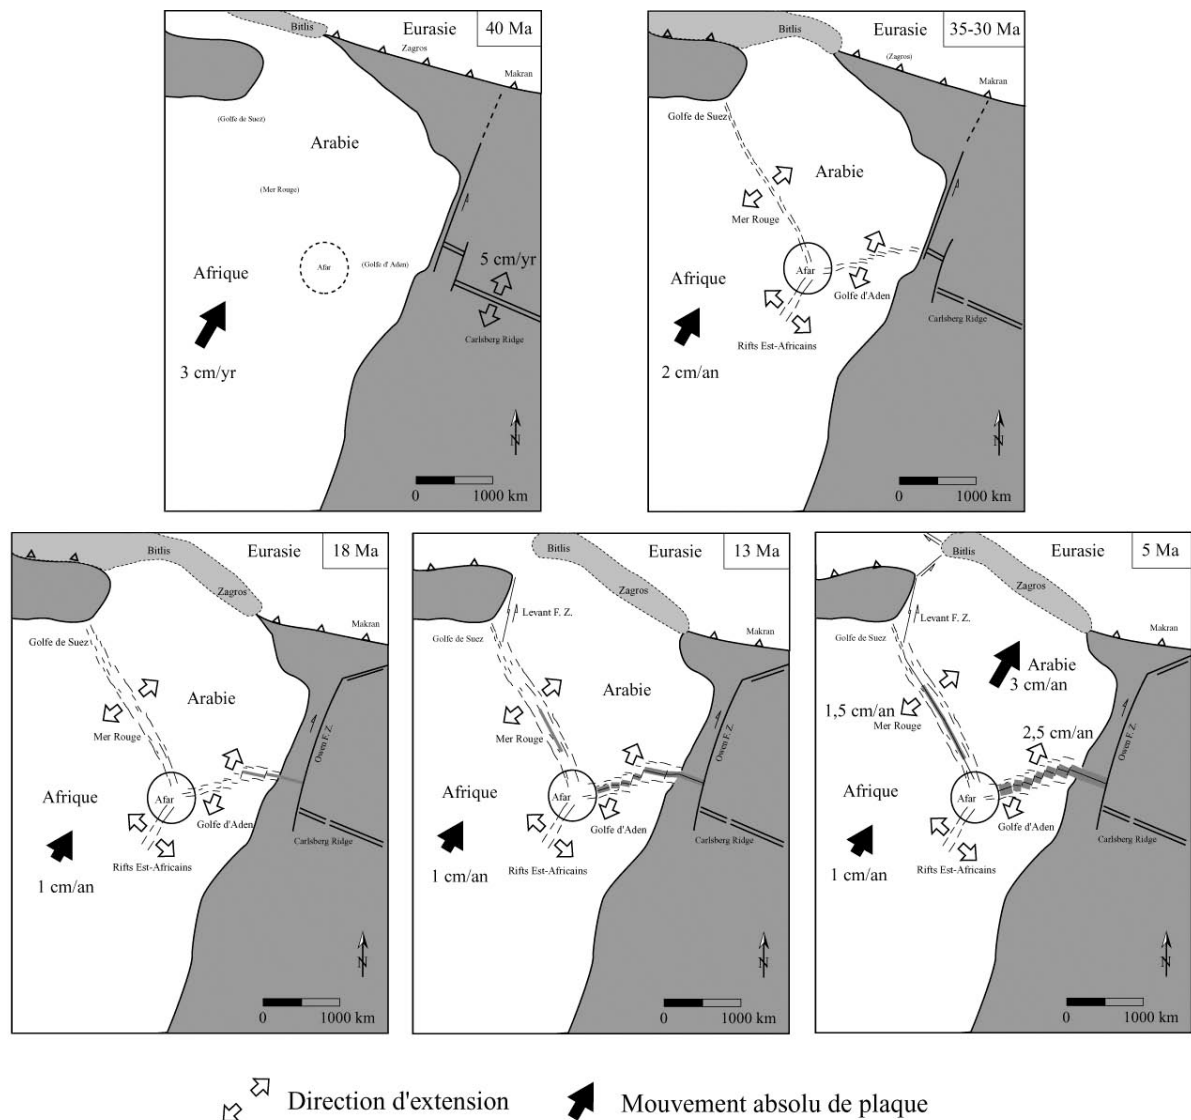 Bitlis
Eurasie
40 Ma
Zagros
Makran
(Golfe de Suez)
Arabie
(Mer Rouge)
Afar
(Golfe d' Aden)
5 cm/yr
Afrique
Carlsberg Ridge
3 cm/yr
N
0 1000 km
Bitlis
Eurasie
35-30 Ma
(Zagros)
Makran
Golfe de Suez
Arabie
Mer Rouge
Afar
Afrique
Golfe d'Aden
Carlsberg Ridge
Rifts Est-Africains
2 cm/an
N
0 1000 km
Bitlis
Eurasie
18 Ma
Zagros
Makran
Golfe de Suez
Arabie
Owen F. Z.
Mer Rouge
Afrique
Afar
Golfe d'Aden
Carlsberg Ridge
Rifts Est-Africains
1 cm/an
N
0 1000 km
Bitlis
Eurasie
13 Ma
Zagros
Levant F. Z.
Makran
Golfe de Suez
Arabie
Owen F. Z.
Mer Rouge
Afrique
Afar
Golfe d'Aden
Carlsberg Ridge
Rifts Est-Africains
1 cm/an
N
0 1000 km
Bitlis
Eurasie
5 Ma
Zagros
Levant F. Z.
Makran
Golfe de Suez
Arabie
3 cm/an
1,5 cm/an
Mer Rouge
2,5 cm/an
Owen F. Z.
Afrique
Afar
Golfe d'Aden
Carlsberg Ridge
Rifts Est-Africains
1 cm/an
N
0 1000 km
Direction d'extension
Mouvement absolu de plaque